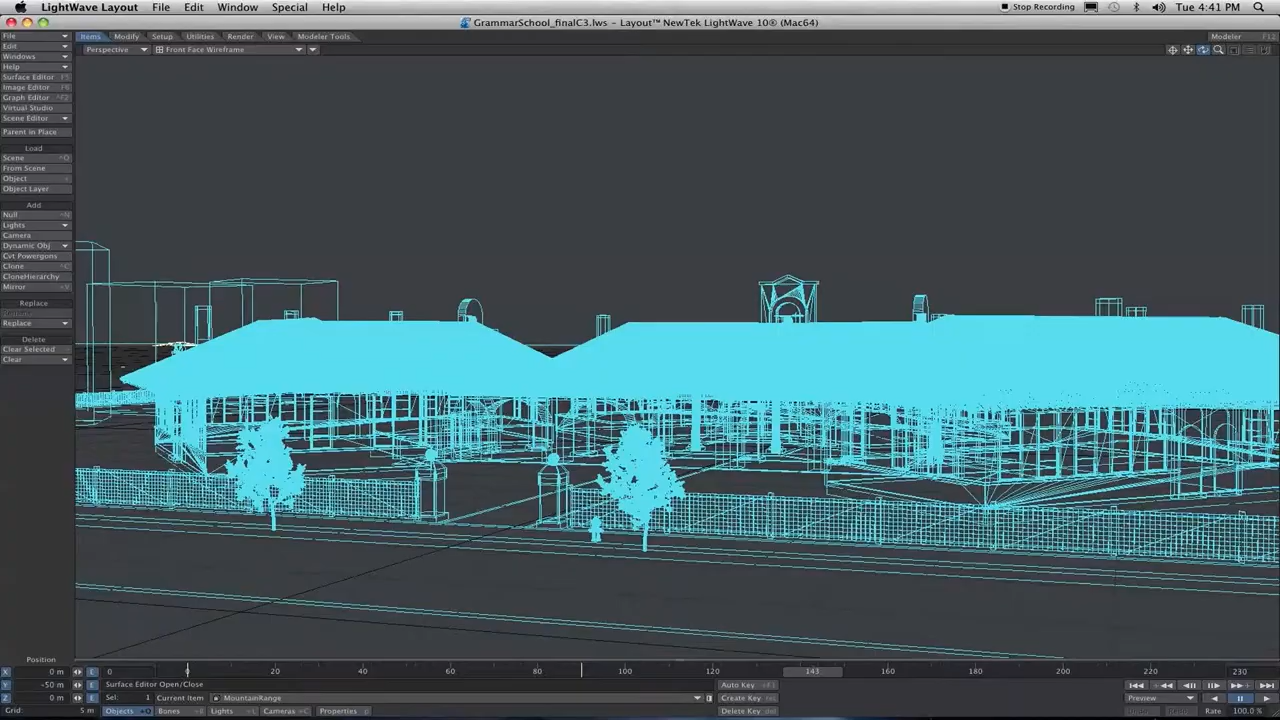 LightWave Layout File Edit Window Special Help Stop Recording Tue 4:41 PM
GrammarSchool_finalC3.lws – Layout™ NewTek LightWave 10® (Mac64)
File Items Modify Setup Utilities Render View Modeler Tools Modeler F12
Edit Perspective Front Face Wireframe
Windows
Help
Surface Editor F5
Image Editor F6
Graph Editor ^F2
Virtual Studio
Scene Editor
Parent in Place
Load
Scene ^O
From Scene
Object +
Object Layer
Add
Null ^N
Lights
Camera
Dynamic Obj
Cvt Powergons
Clone ^C
CloneHierarchy
Mirror
Replace
Replace
Delete
Clear Selected
Clear
Position
X 0 m E 0 20 40 60 80 100 120 143 160 180 200 220 230
Y -50 m E Surface Editor Open/Close Auto Key
Z 0 m E Sel: 1 Current Item MountainRange Create Key Preview
Grid: 5 m Objects Bones Lights Cameras Properties Delete Key Rate 100.0 %